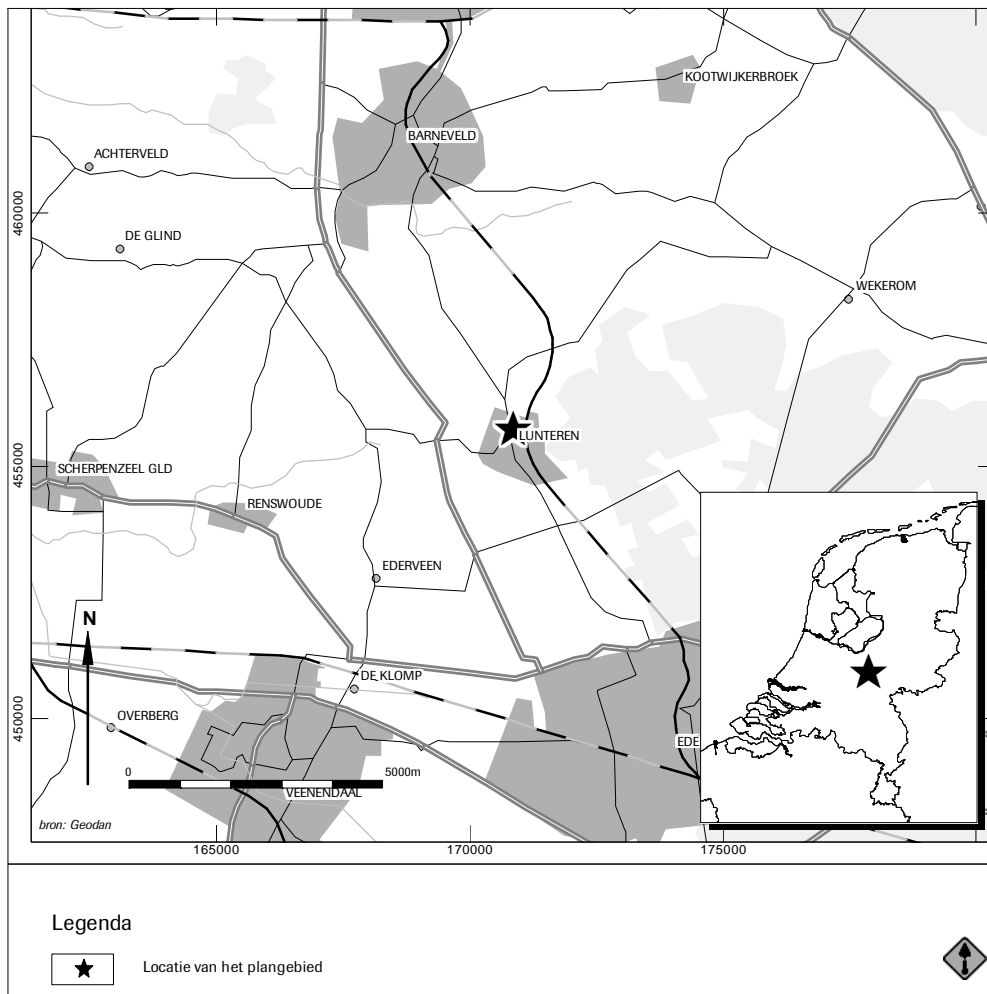 KOOTWIJKERBROEK
BARNEVELD
ACHTERVELD
460000
DE GLIND
WEKEROM
LUNTEREN
455000
SCHERPENZEEL GLD
RENSWOUDE
EDERVEEN
N
DE KLOMP
OVERBERG
450000
EDE
0
5000m
VEENENDAAL
bron: Geodan
165000
170000
175000
Legenda
Locatie van het plangebied